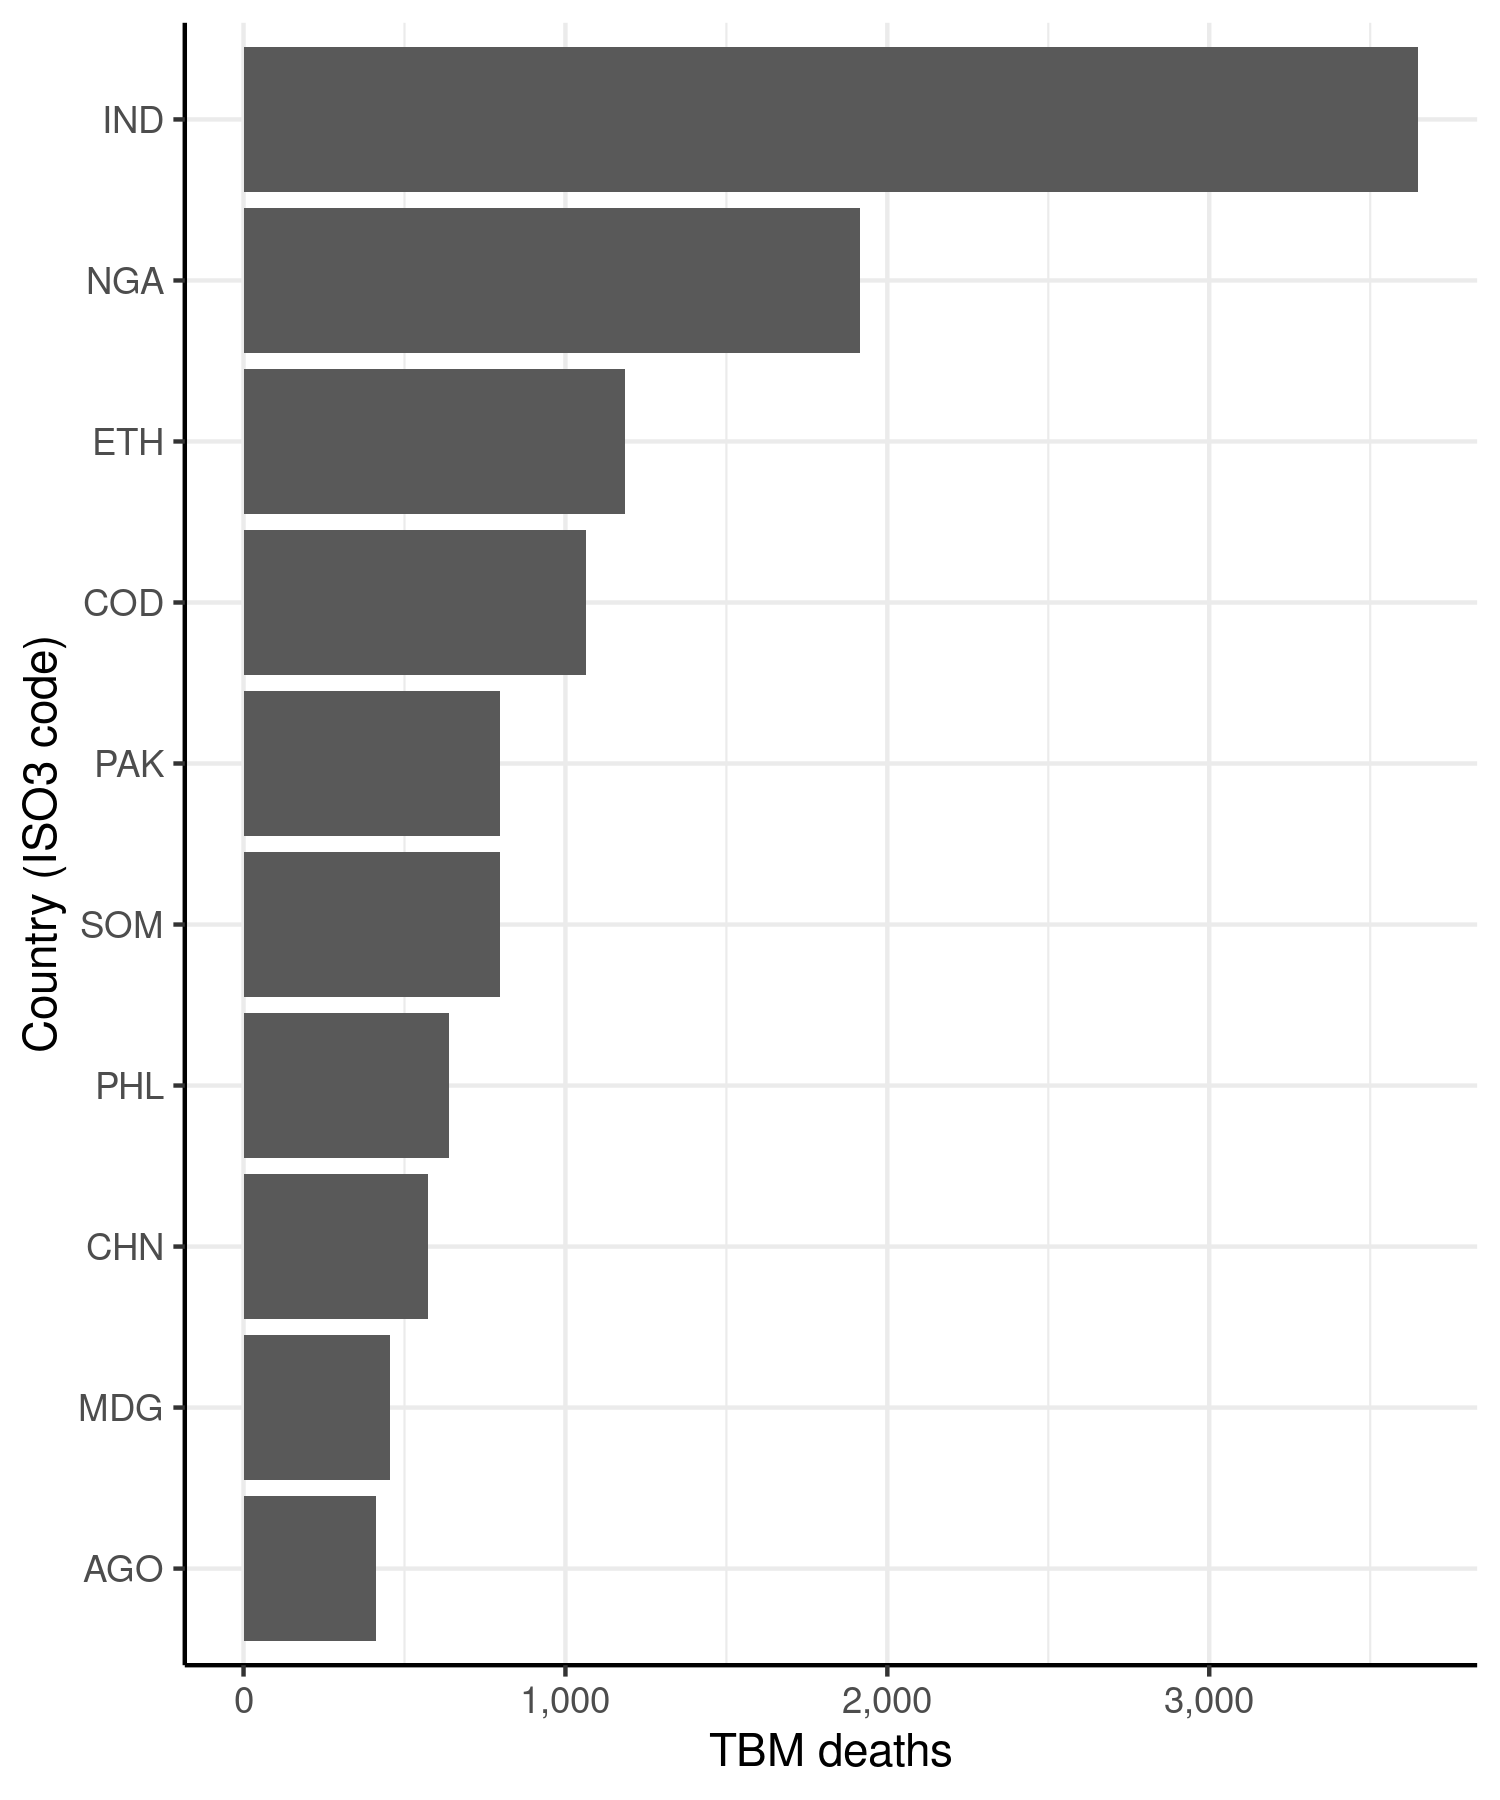 IND
NGA
ETH
COD
PAK
SOM
PHL
CHN
MDG
AGO
Country (ISO3 code)
0 1,000 2,000 3,000
TBM deaths